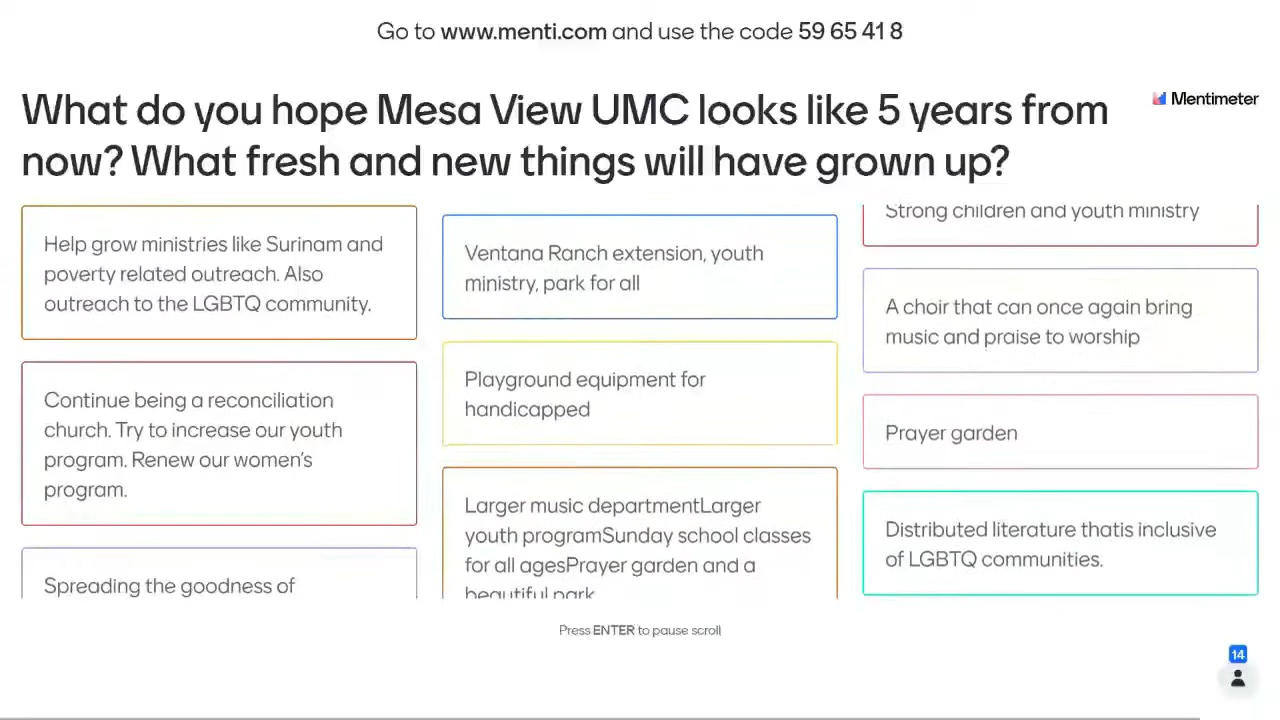 Go to www.menti.com and use the code 59 65 41 8
What do you hope Mesa View UMC looks like 5 years from
now? What fresh and new things will have grown up?
Mentimeter
Help grow ministries like Surinam and
poverty related outreach. Also
outreach to the LGBTQ community.
Continue being a reconciliation
church. Try to increase our youth
program. Renew our women's
program.
Spreading the goodness of
Ventana Ranch extension, youth
ministry, park for all
Playground equipment for
handicapped
Larger music departmentLarger
youth programSunday school classes
for all agesPrayer garden and a
beautiful park
Strong children and youth ministry
A choir that can once again bring
music and praise to worship
Prayer garden
Distributed literature thatis inclusive
of LGBTQ communities.
Press ENTER to pause scroll
14